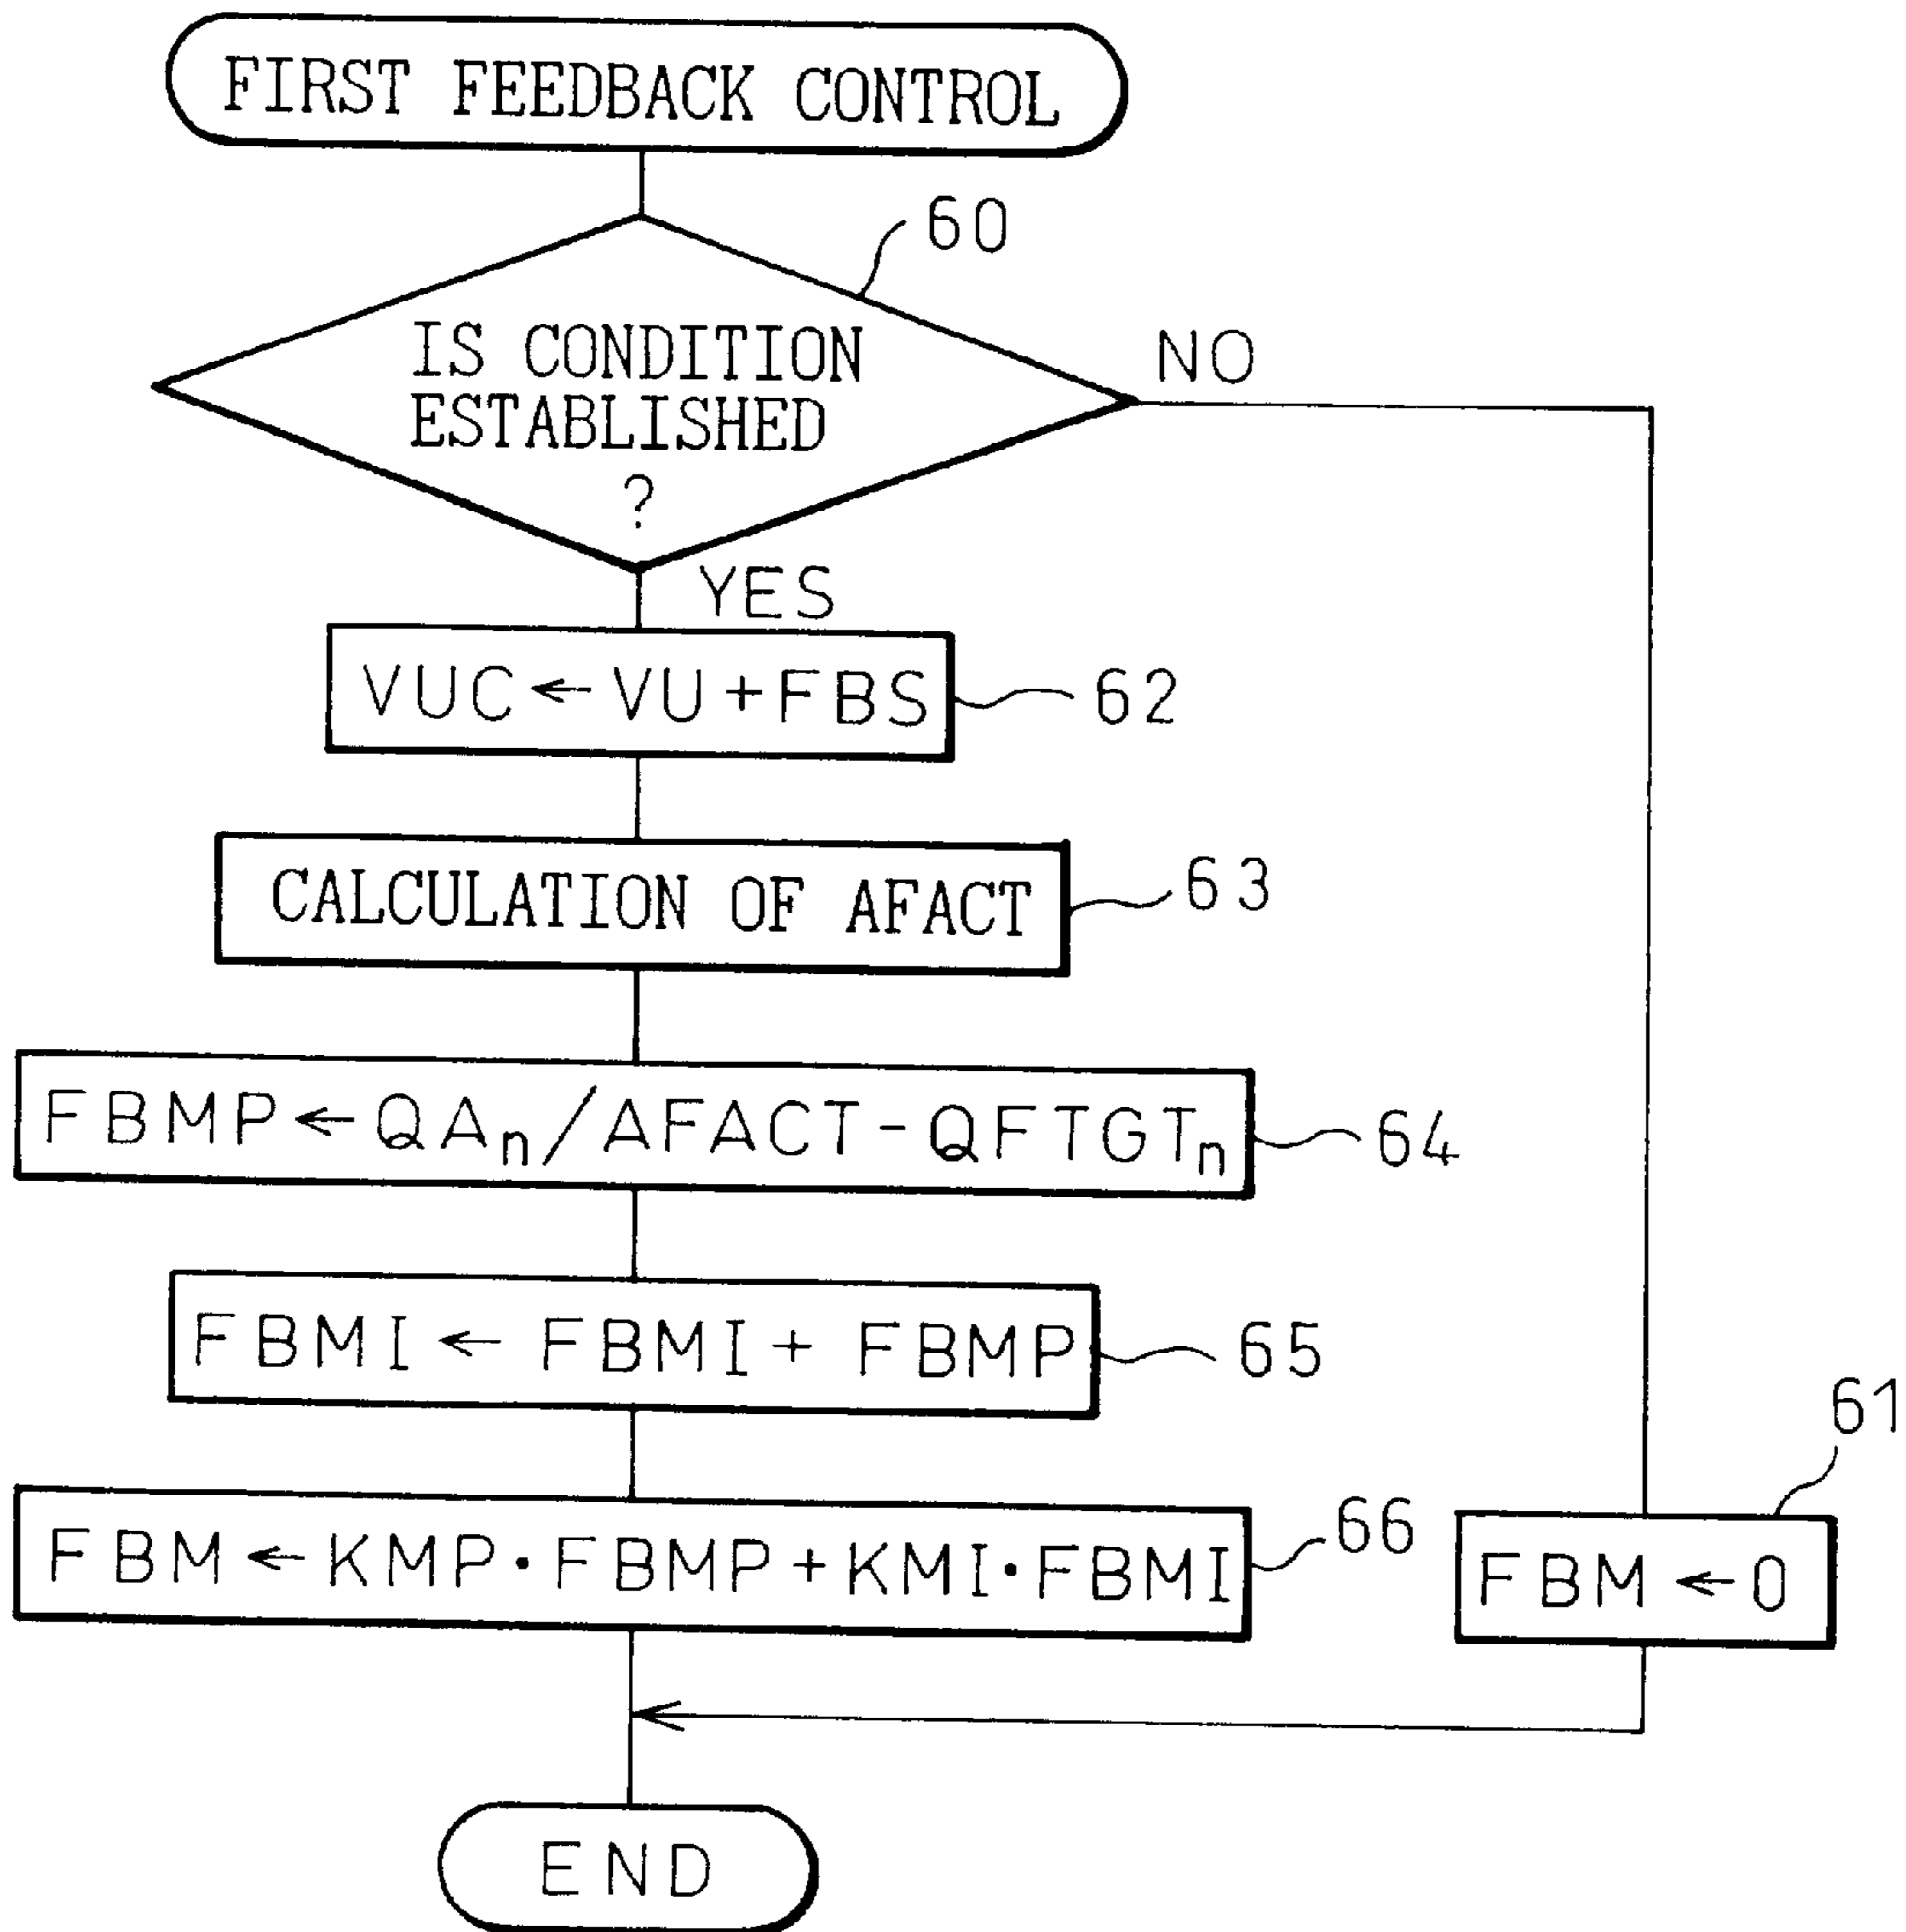 FIRST FEEDBACK CONTROL
60
IS CONDITION
ESTABLISHED
?
NO
YES
VUC ← VU + FBS
62
CALCULATION OF AFACT
63
FBMP ← QAn / AFACT - QFTGTn
64
FBMI ← FBMI + FBMP
65
61
FBM ← KMP · FBMP + KMI · FBMI
66
FBM ← 0
END